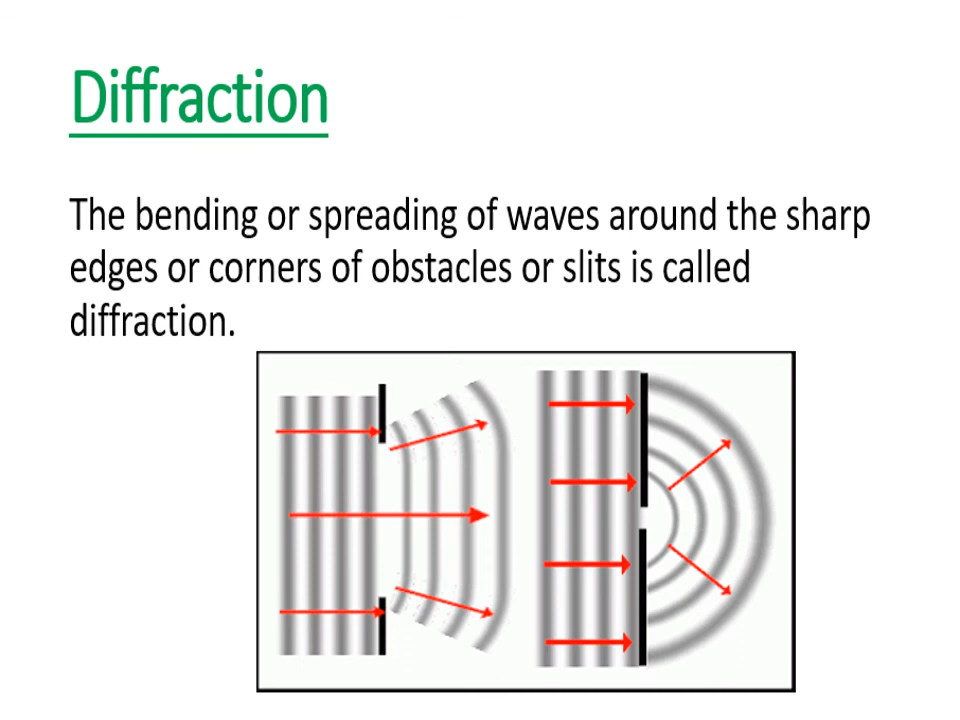 Diffraction
The bending or spreading of waves around the sharp
edges or corners of obstacles or slits is called
diffraction.